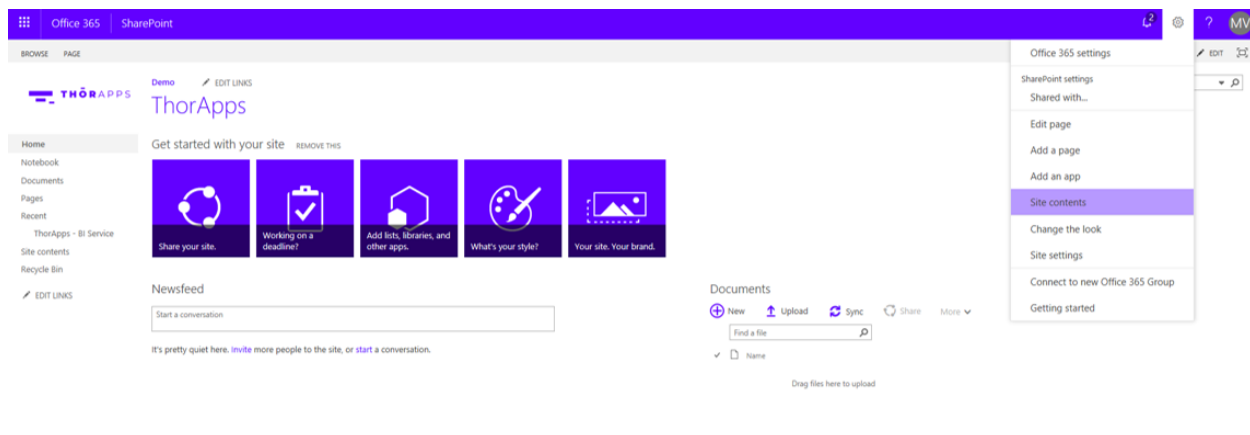 Office 365
SharePoint
2
?
MV
BROWSE PAGE
EDIT
THŌRAPPS
Demo
EDIT LINKS
ThorApps
Home
Notebook
Documents
Pages
Recent
ThorApps - BI Service
Site contents
Recycle Bin
EDIT LINKS
Get started with your site REMOVE THIS
Share your site.
Working on a
deadline?
Add lists, libraries, and
other apps.
What's your style?
Your site. Your brand.
Newsfeed
Start a conversation
It's pretty quiet here. Invite more people to the site, or start a conversation.
Documents
New Upload Sync Share More
Find a file
Name
Drag files here to upload
Office 365 settings
SharePoint settings
Shared with...
Edit page
Add a page
Add an app
Site contents
Change the look
Site settings
Connect to new Office 365 Group
Getting started